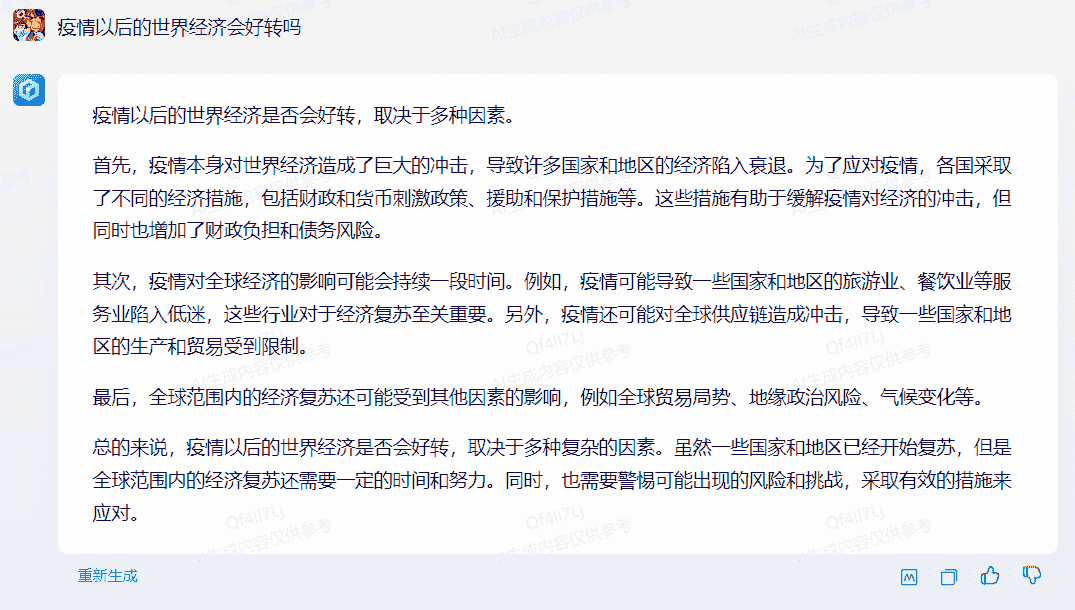 疫情以后的世界经济会好转吗
疫情以后的世界经济是否会好转，取决于多种因素。
首先，疫情本身对世界经济造成了巨大的冲击，导致许多国家和地区的经济陷入衰退。为了应对疫情，各国采取
了不同的经济措施，包括财政和货币刺激政策、援助和保护措施等。这些措施有助于缓解疫情对经济的冲击，但
同时也增加了财政负担和债务风险。
其次，疫情对全球经济的影响可能会持续一段时间。例如，疫情可能导致一些国家和地区的旅游业、餐饮业等服
务业陷入低迷，这些行业对于经济复苏至关重要。另外，疫情还可能对全球供应链造成冲击，导致一些国家和地
区的生产和贸易受到限制。
最后，全球范围内的经济复苏还可能受到其他因素的影响，例如全球贸易局势、地缘政治风险、气候变化等。
总的来说，疫情以后的世界经济是否会好转，取决于多种复杂的因素。虽然一些国家和地区已经开始复苏，但是
全球范围内的经济复苏还需要一定的时间和努力。同时，也需要警惕可能出现的风险和挑战，采取有效的措施来
应对。
重新生成